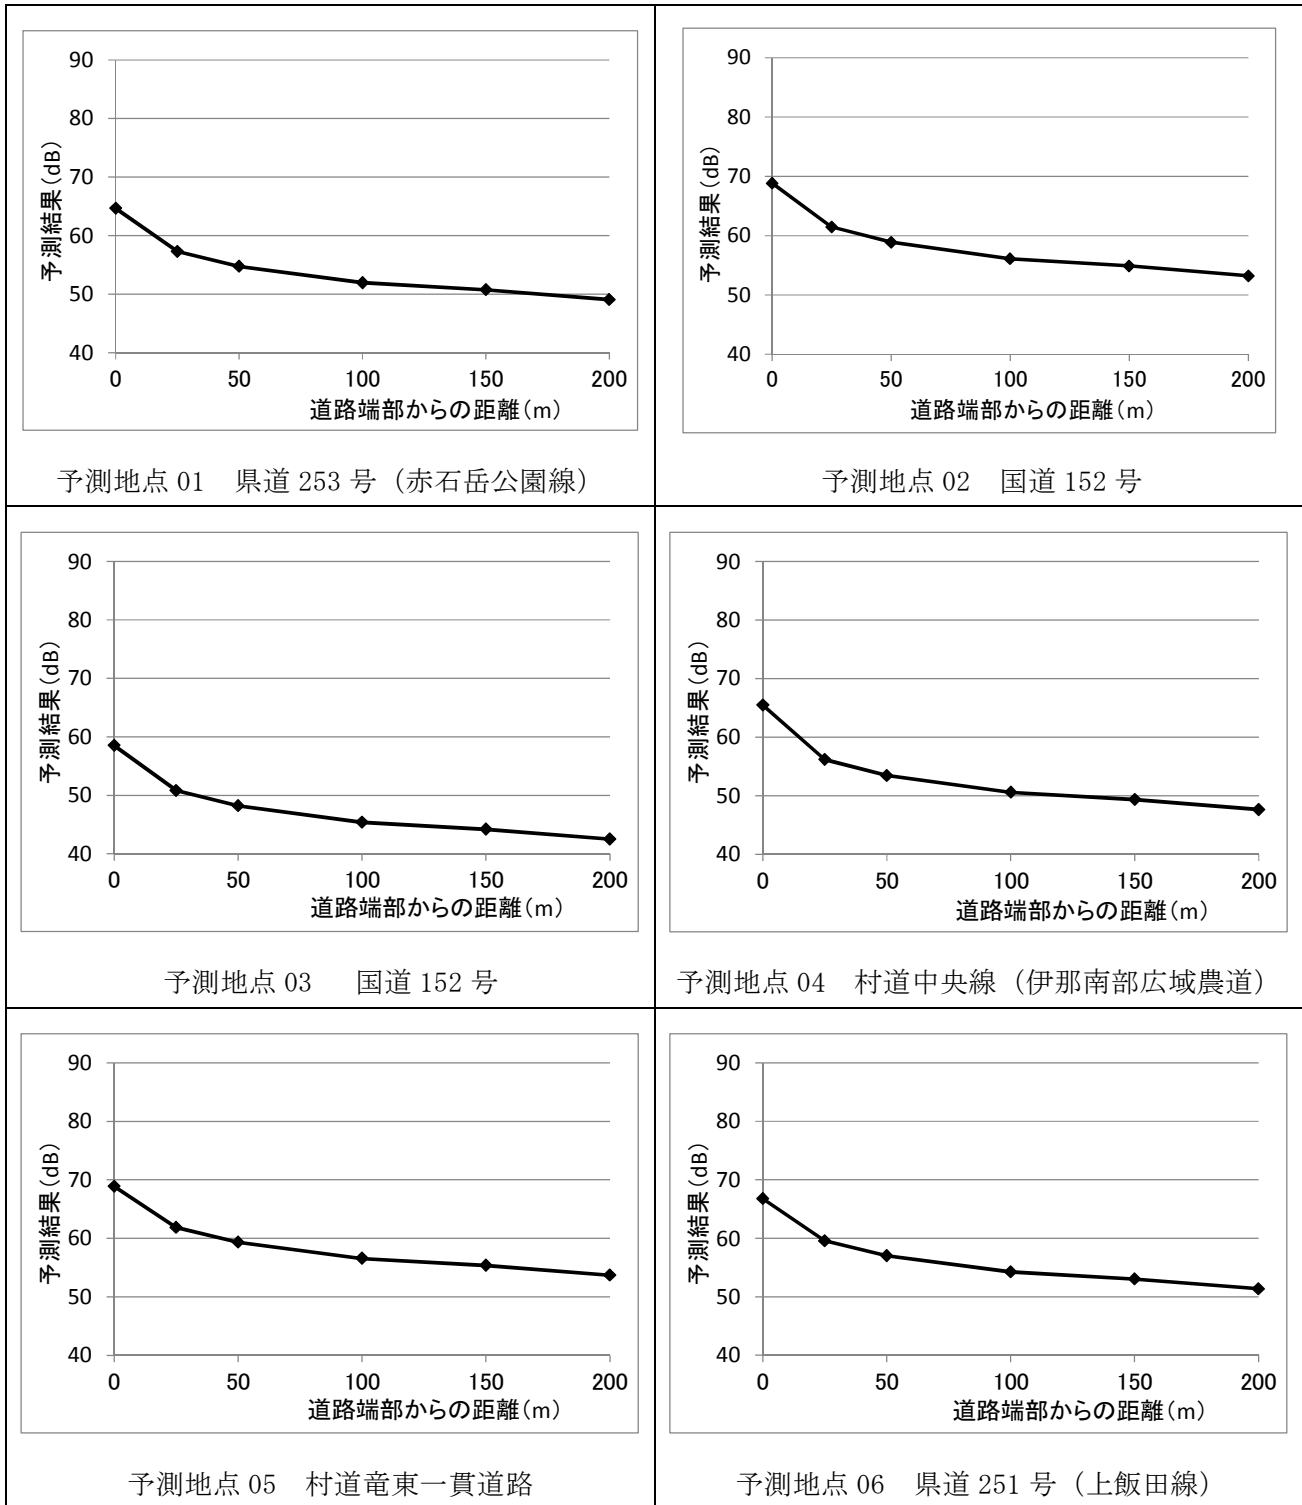 90
80
70
60
50
40
予測結果(dB)
0 50 100 150 200
道路端部からの距離(m)
予測地点 01 県道 253 号（赤石岳公園線）
90
80
70
60
50
40
予測結果(dB)
0 50 100 150 200
道路端部からの距離(m)
予測地点 02 国道 152 号
90
80
70
60
50
40
予測結果(dB)
0 50 100 150 200
道路端部からの距離(m)
予測地点 03 国道 152 号
90
80
70
60
50
40
予測結果(dB)
0 50 100 150 200
道路端部からの距離(m)
予測地点 04 村道中央線（伊那南部広域農道）
90
80
70
60
50
40
予測結果(dB)
0 50 100 150 200
道路端部からの距離(m)
予測地点 05 村道竜東一貫道路
90
80
70
60
50
40
予測結果(dB)
0 50 100 150 200
道路端部からの距離(m)
予測地点 06 県道 251 号（上飯田線）